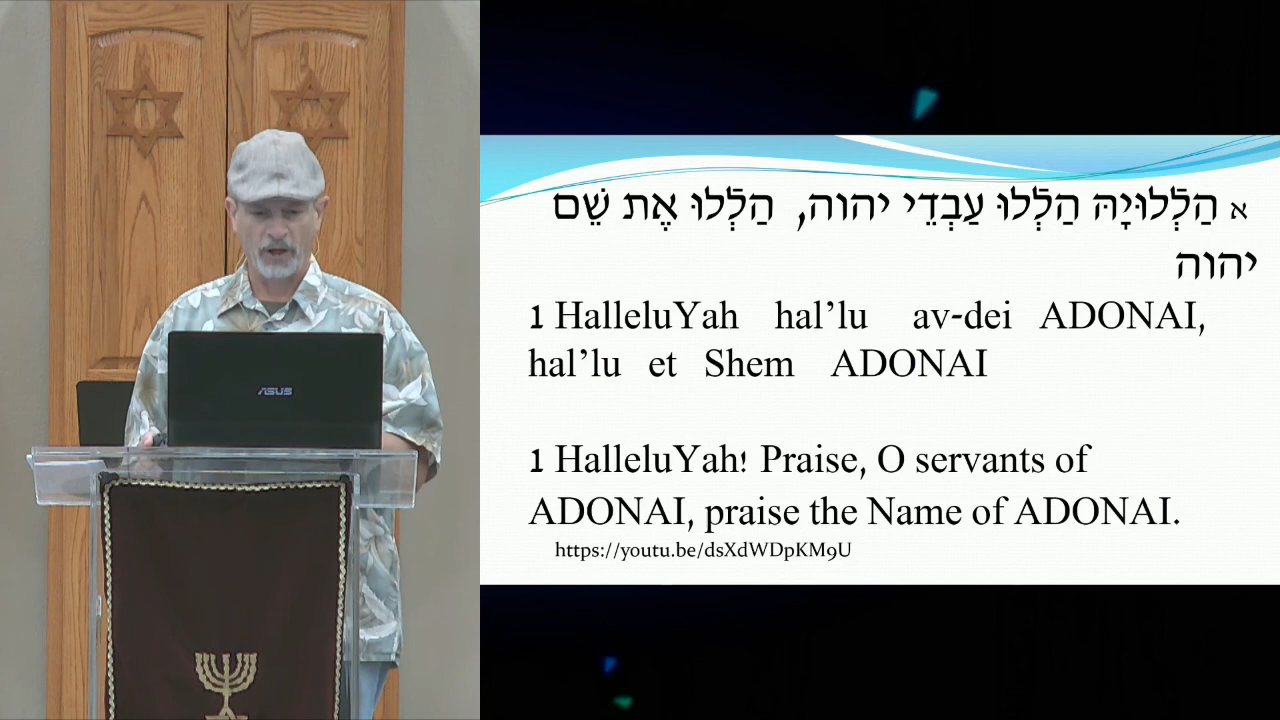 א הַלְלוּיָהּ הַלְלוּ עַבְדֵי יהוה, הַלְלוּ אֶת שֵׁם
יהוה
1 HalleluYah hal’lu av-dei ADONAI,
hal’lu et Shem ADONAI
1 HalleluYah! Praise, O servants of
ADONAI, praise the Name of ADONAI.
https://youtu.be/dsXdWDpKM9U
ASUS